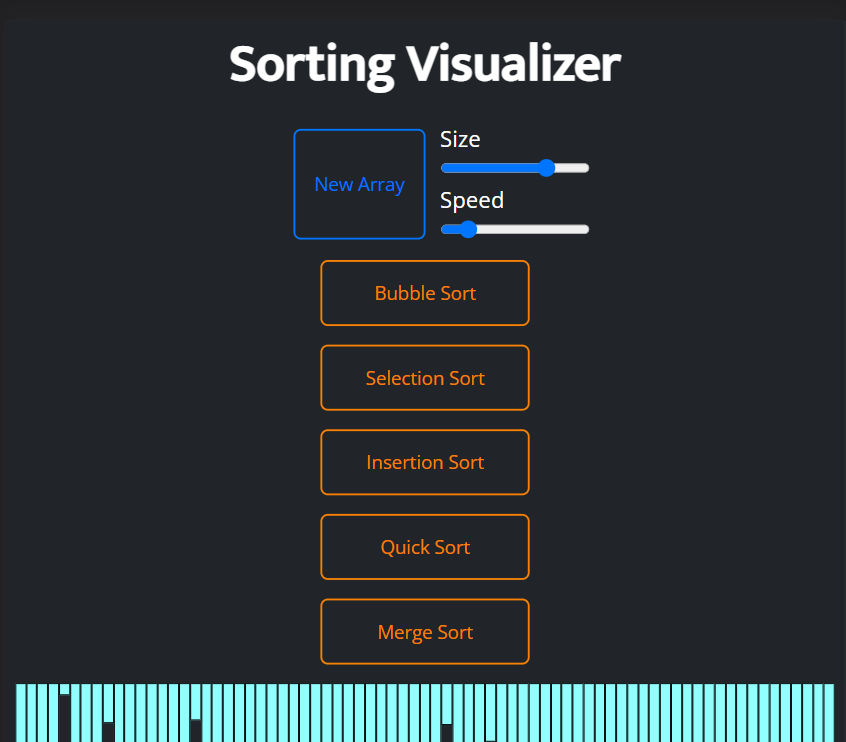 Sorting Visualizer
New Array
Size
Speed
Bubble Sort
Selection Sort
Insertion Sort
Quick Sort
Merge Sort